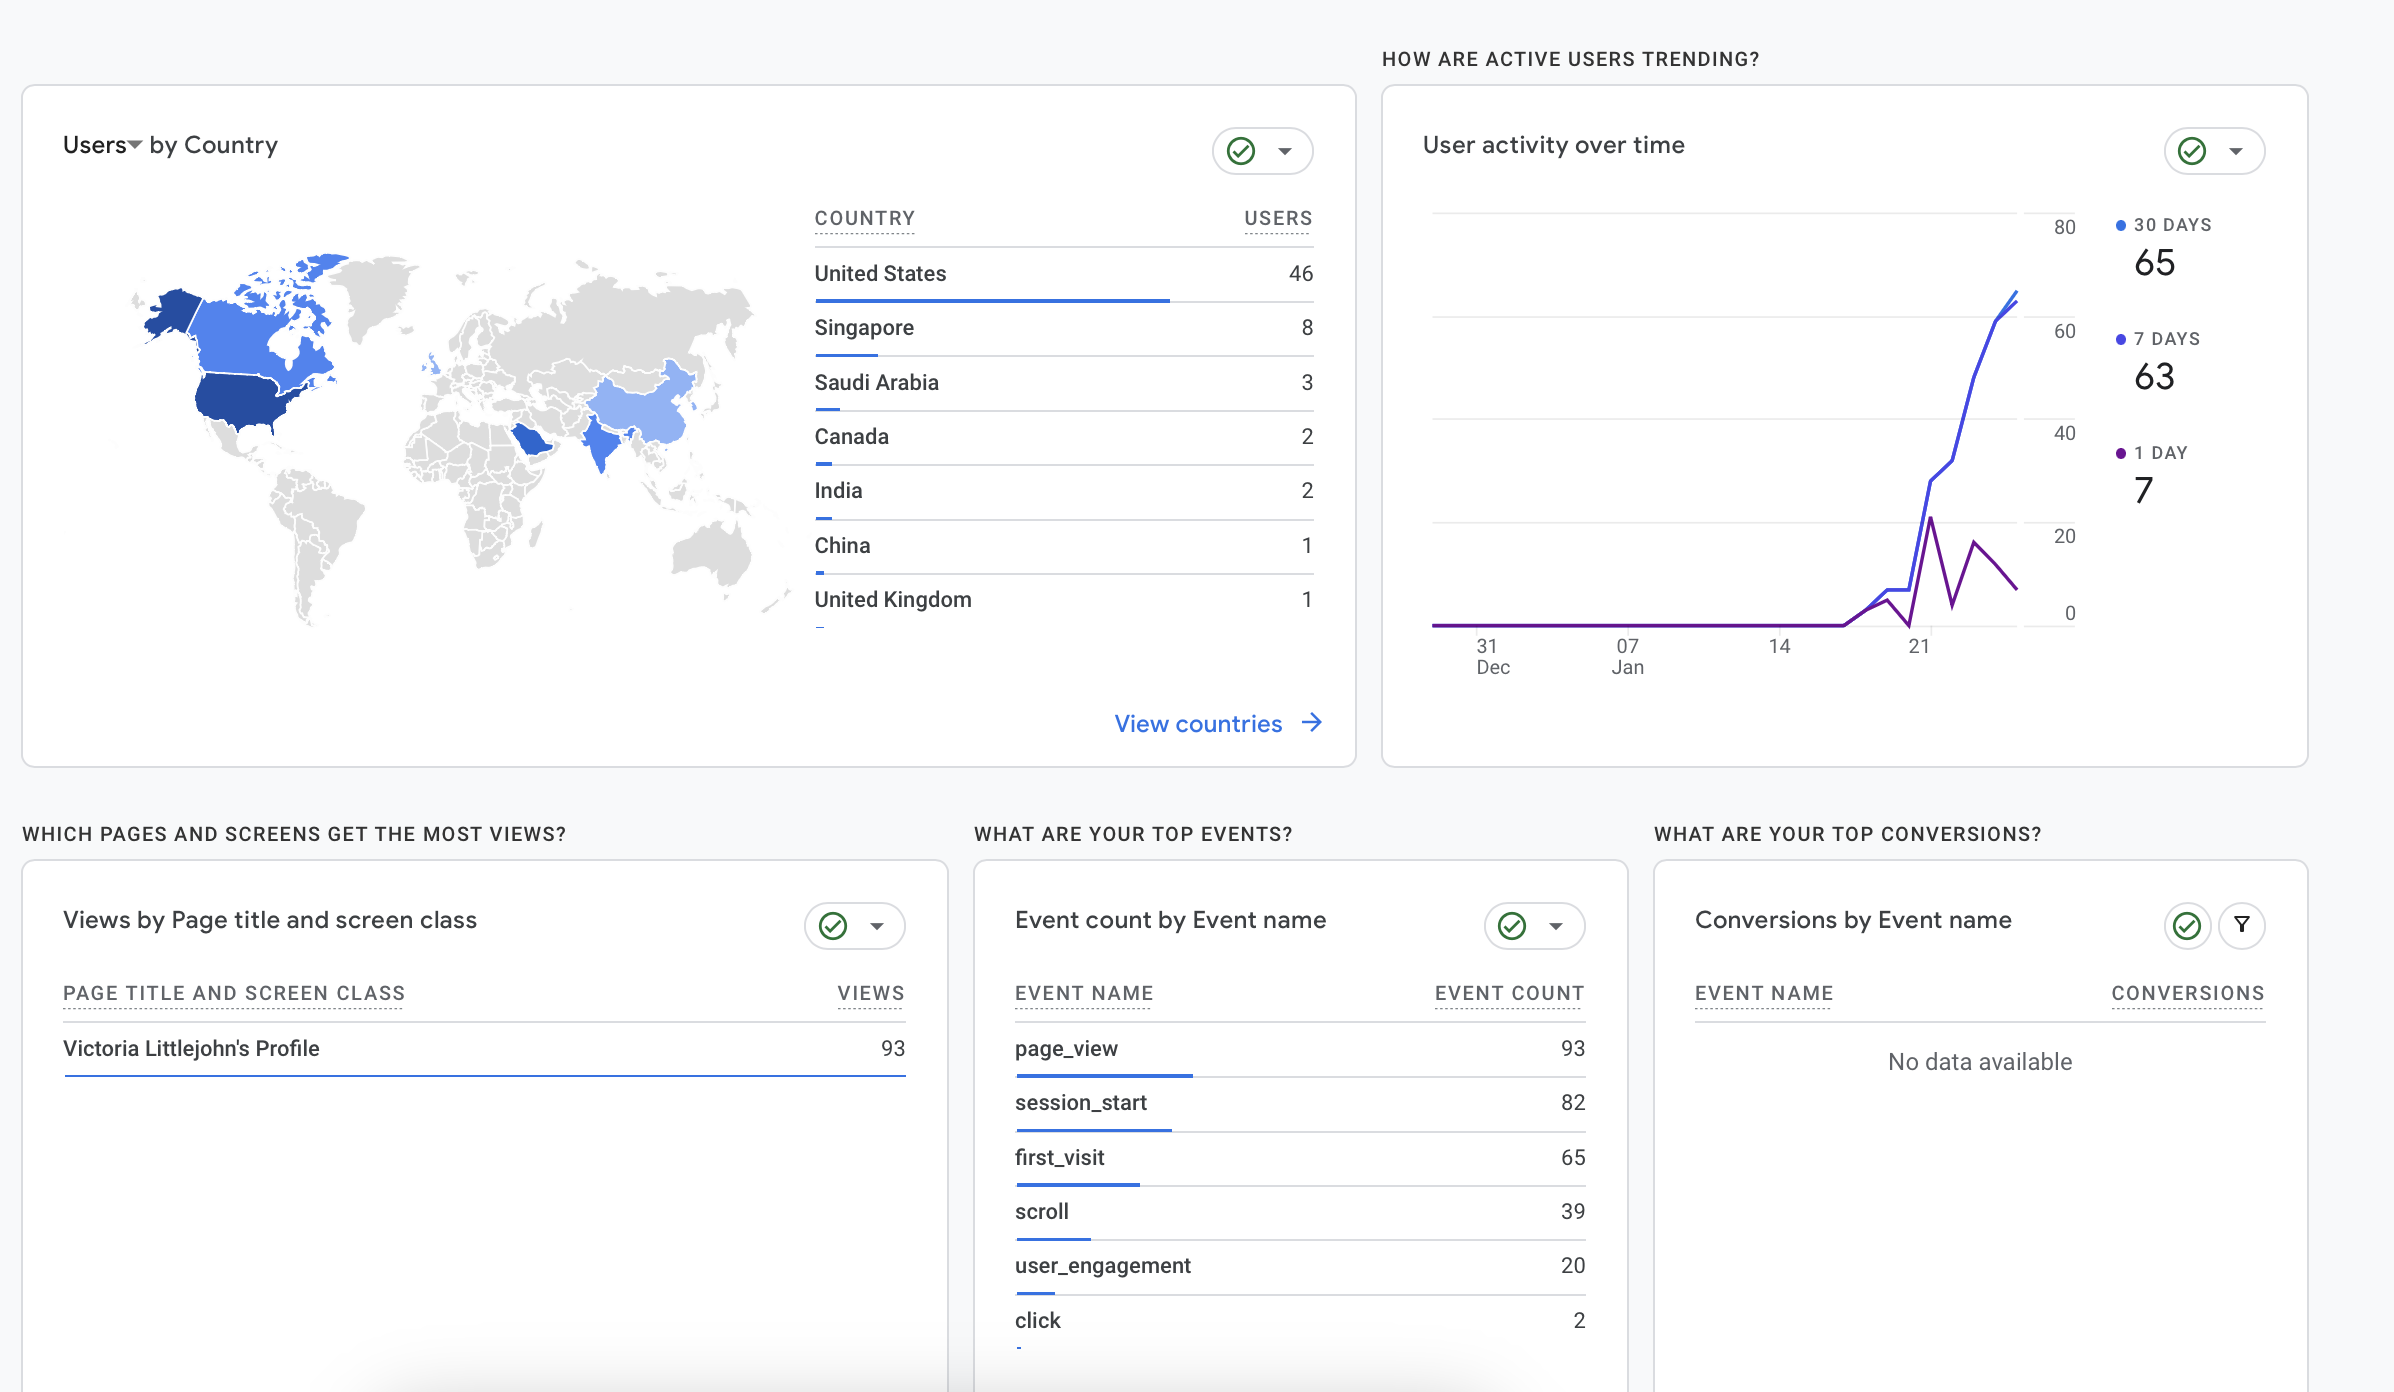 HOW ARE ACTIVE USERS TRENDING?
Users by Country
COUNTRY USERS
United States 46
Singapore 8
Saudi Arabia 3
Canada 2
India 2
China 1
United Kingdom 1
View countries
User activity over time
80
60
40
20
0
31 07 14 21
Dec Jan
30 DAYS
65
7 DAYS
63
1 DAY
7
WHICH PAGES AND SCREENS GET THE MOST VIEWS?
Views by Page title and screen class
PAGE TITLE AND SCREEN CLASS VIEWS
Victoria Littlejohn's Profile 93
WHAT ARE YOUR TOP EVENTS?
Event count by Event name
EVENT NAME EVENT COUNT
page_view 93
session_start 82
first_visit 65
scroll 39
user_engagement 20
click 2
WHAT ARE YOUR TOP CONVERSIONS?
Conversions by Event name
EVENT NAME CONVERSIONS
No data available